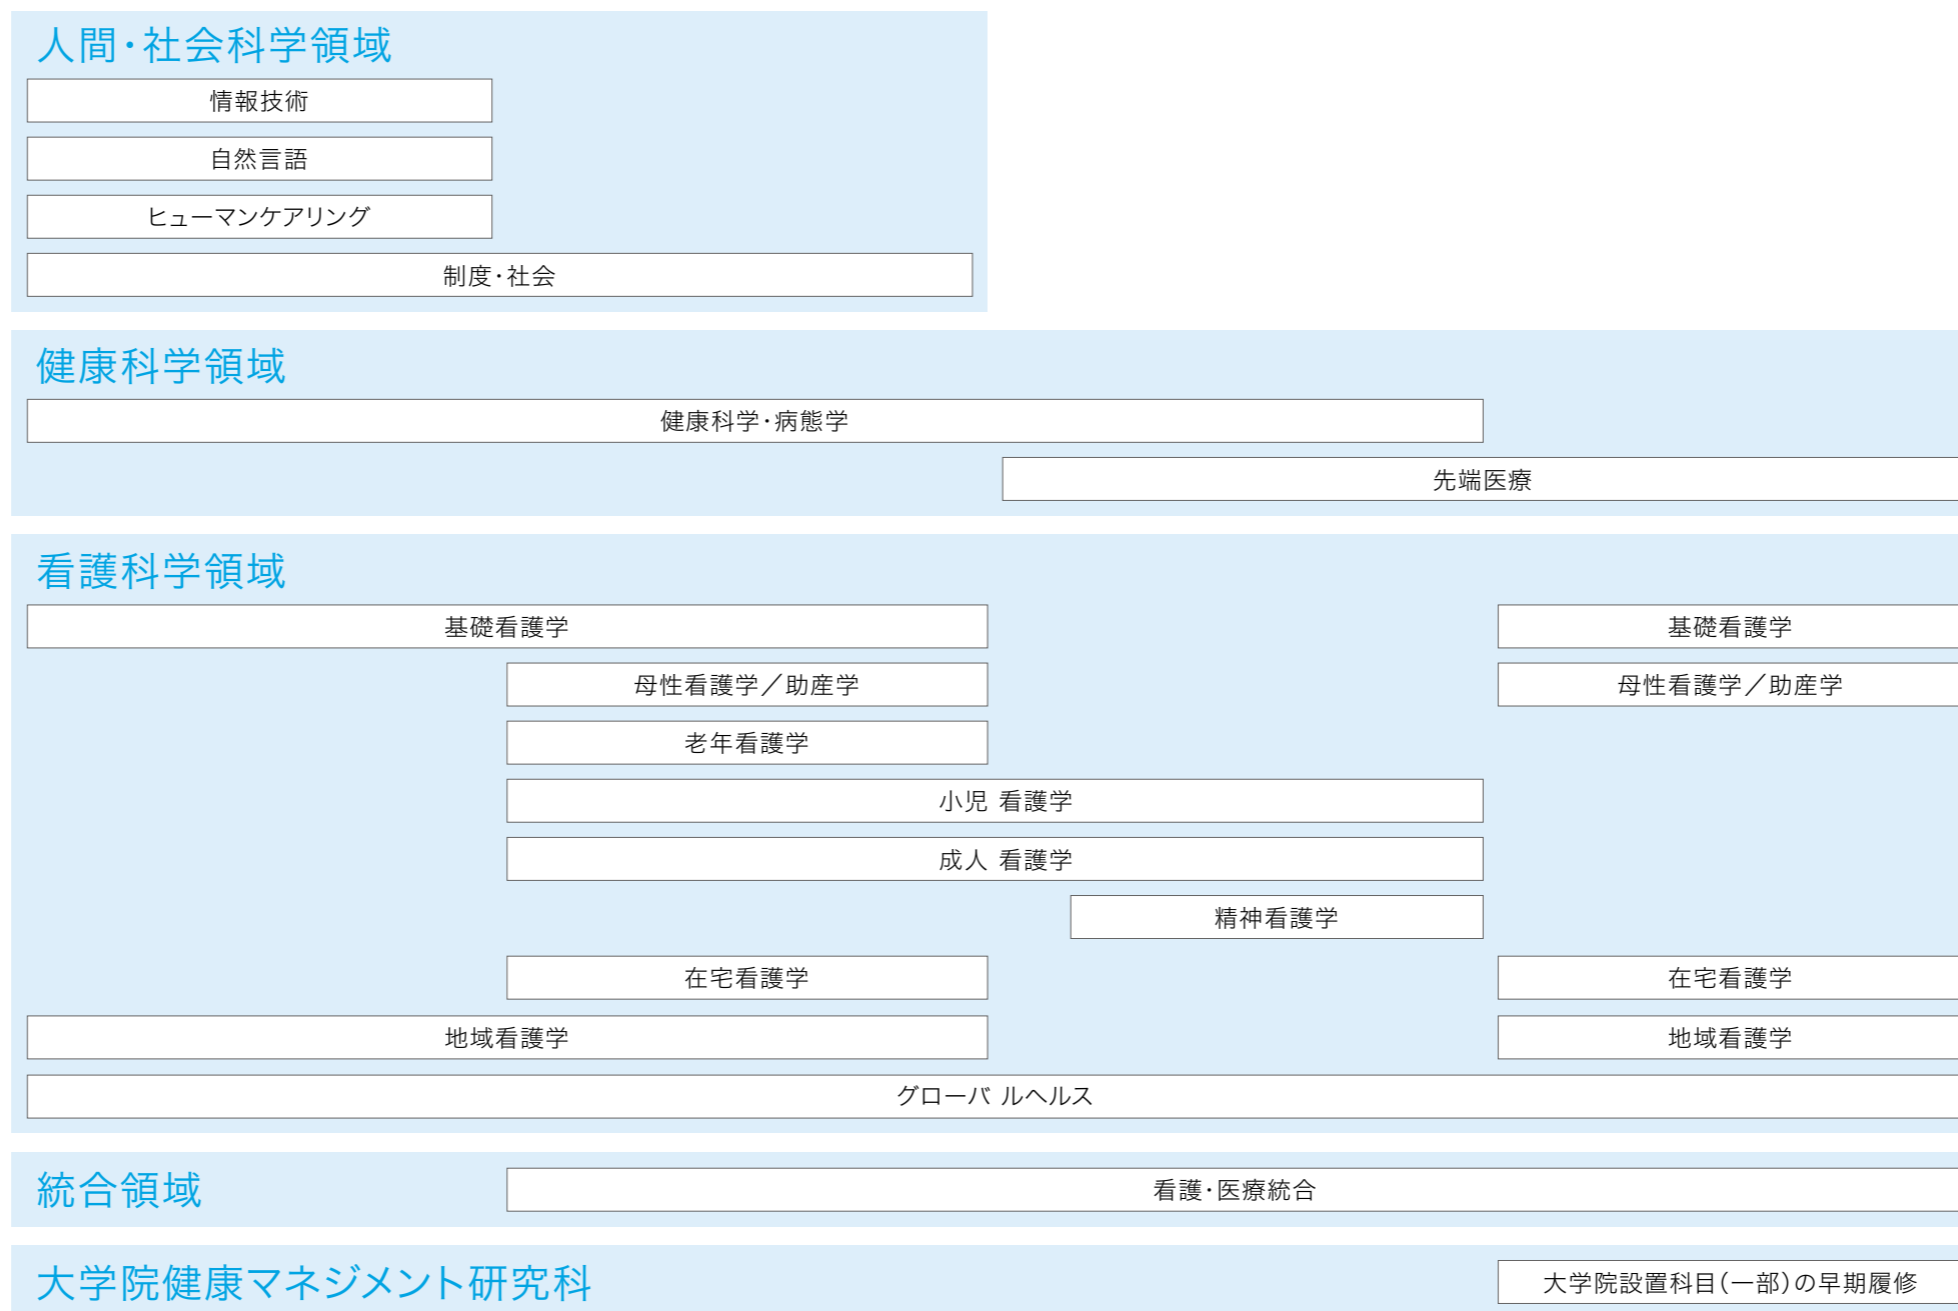 人間・社会科学領域
情報技術
自然言語
ヒューマンケアリング
制度・社会
健康科学領域
健康科学・病態学
先端医療
看護科学領域
基礎看護学
基礎看護学
母性看護学／助産学
母性看護学／助産学
老年看護学
小児 看護学
成人 看護学
精神看護学
在宅看護学
在宅看護学
地域看護学
地域看護学
グローバ ルヘルス
統合領域
看護・医療統合
大学院健康マネジメント研究科
大学院設置科目（一部）の早期履修